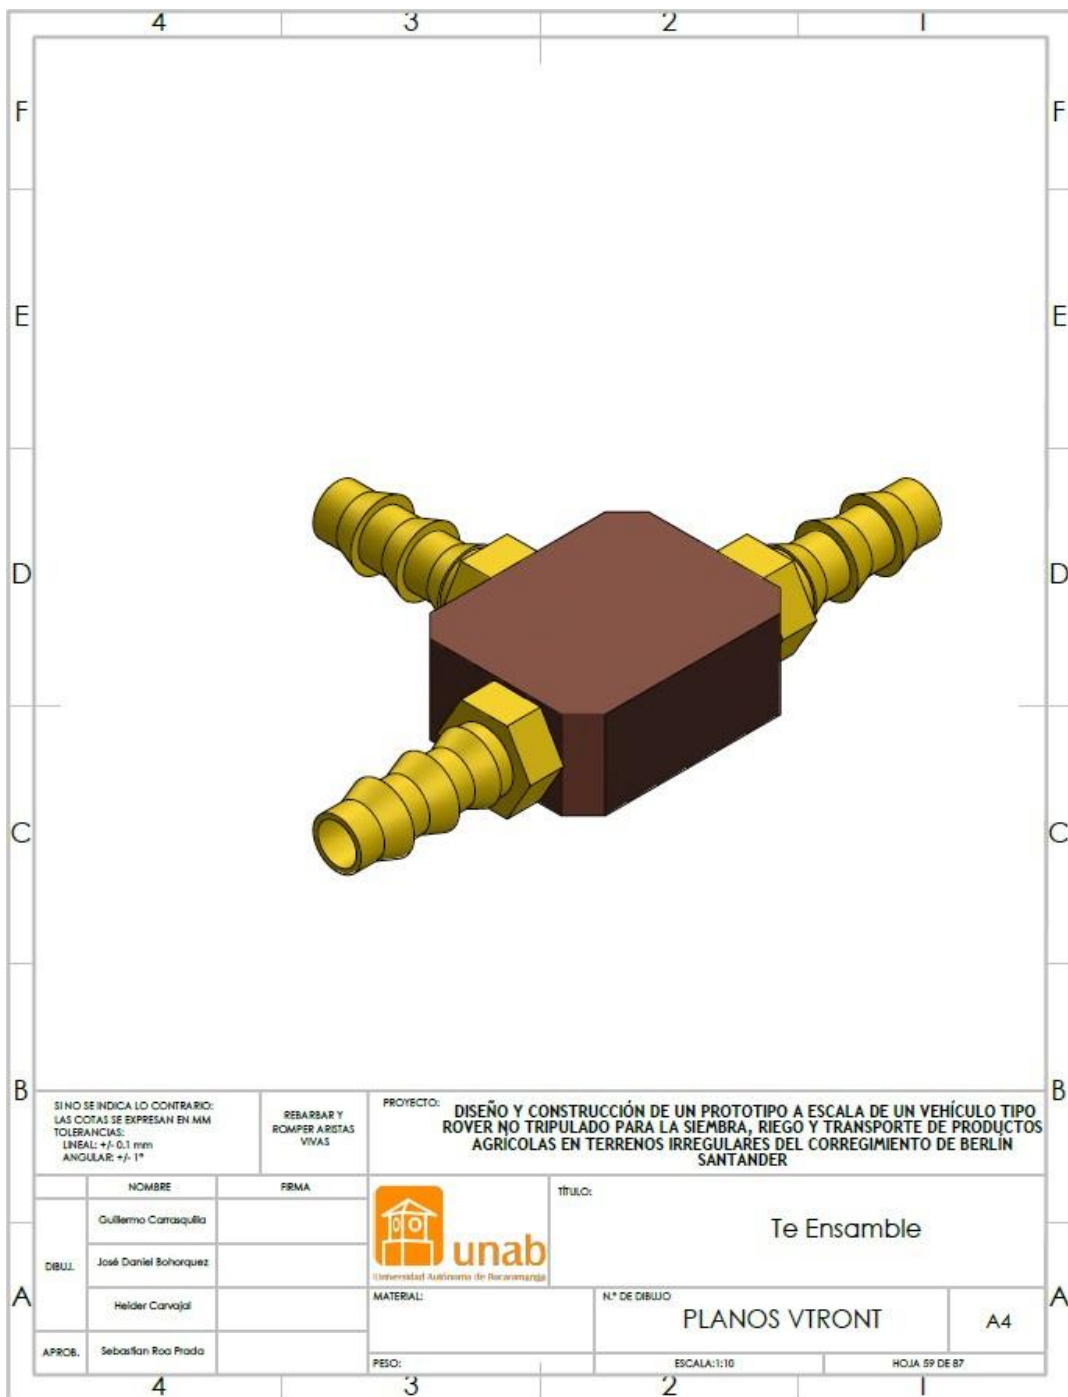 4 3 2 1
F F
E E
D D
C C
B B
SI NO SE INDICA LO CONTRARIO:
LAS COTAS SE EXPRESAN EN MM
TOLERANCIAS:
LINEAL: +/- 0.1 mm
ANGULAR: +/- 1°
REBARBAR Y
ROMPER ARISTAS
VIVAS
PROYECTO:
DISEÑO Y CONSTRUCCIÓN DE UN PROTOTIPO A ESCALA DE UN VEHÍCULO TIPO
ROVER NO TRIPULADO PARA LA SIEMBRA, RIEGO Y TRANSPORTE DE PRODUCTOS
AGRÍCOLAS EN TERRENOS IRREGULARES DEL CORREGIMIENTO DE BERLÍN
SANTANDER
NOMBRE FIRMA
Guillermo Carrasquilla
DIBUJ. José Daniel Bohorquez
Helder Carvajal
APROB. Sebastian Roa Prada
unab
Universidad Autónoma de Bucaramanga
TÍTULO:
Te Ensamble
MATERIAL:
N.º DE DIBUJO
PLANOS VTRONT
A4
PESO:
ESCALA:1:10
HOJA 59 DE 87
A A
4 3 2 1